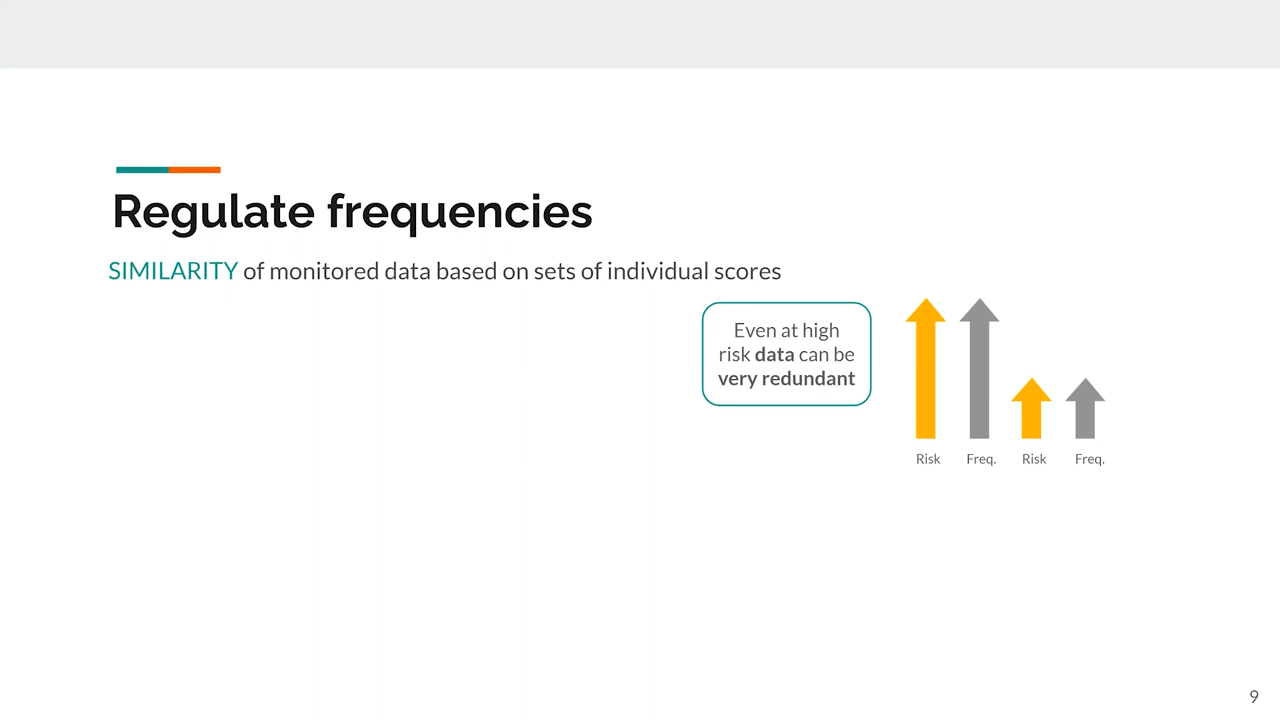 Regulate frequencies
SIMILARITY of monitored data based on sets of individual scores
Even at high
risk data can be
very redundant
Risk Freq. Risk Freq.
9